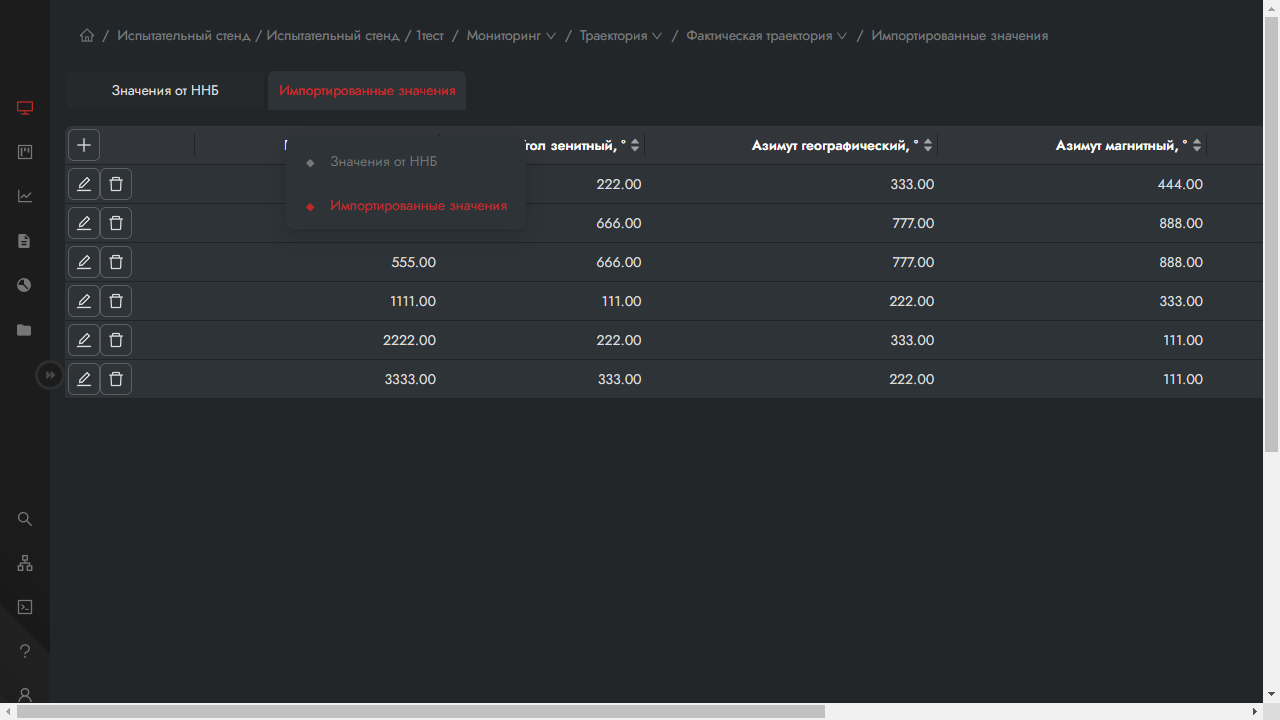 / Испытательный стенд / Испытательный стенд / 1тест / Мониторинг / Траектория / Фактическая траектория / Импортированные значения
Значения от ННБ Импортированные значения
зенитный, ° Азимут географический, ° Азимут магнитный, °
Значения от ННБ
222.00 333.00 444.00
Импортированные значения
666.00 777.00 888.00
555.00 666.00 777.00 888.00
1111.00 111.00 222.00 333.00
2222.00 222.00 333.00 111.00
3333.00 333.00 222.00 111.00